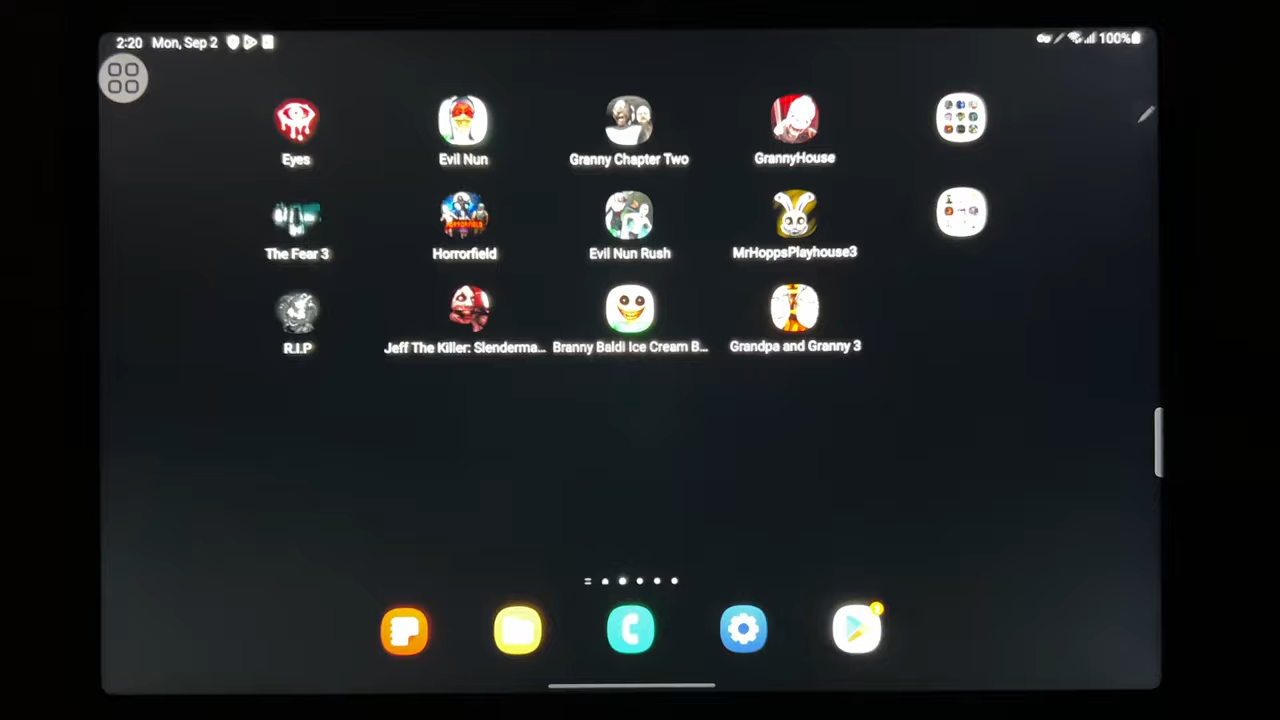 2:20 Mon, Sep 2
100%
Eyes
Evil Nun
Granny Chapter Two
GrannyHouse
The Fear 3
Horrorfield
Evil Nun Rush
MrHoppsPlayhouse3
R.I.P
Jeff The Killer: Slenderma...
Branny Baldi Ice Cream B...
Grandpa and Granny 3